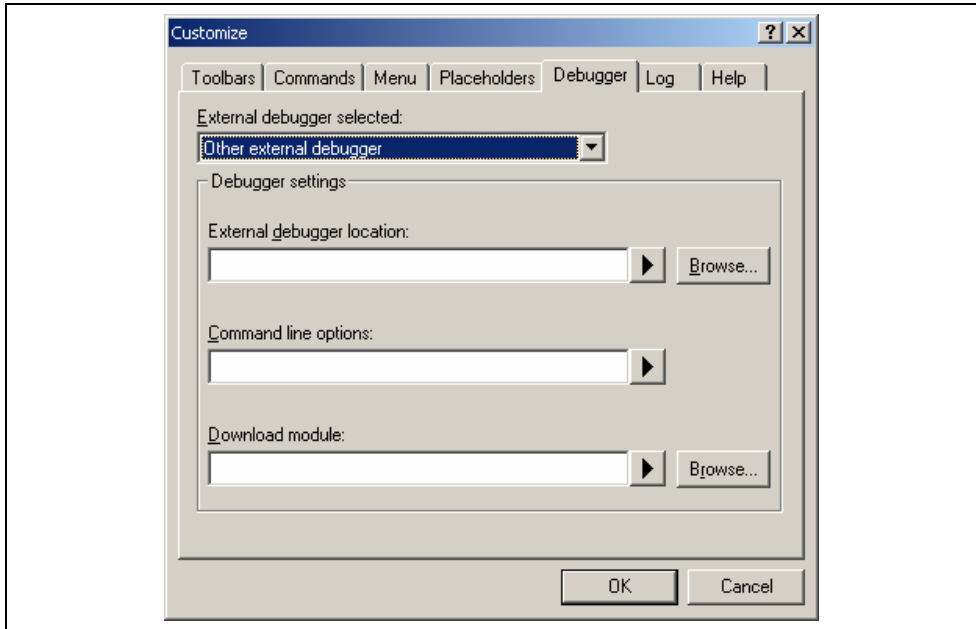 Customize
Toolbars Commands Menu Placeholders Debugger Log Help
External debugger selected:
Other external debugger
Debugger settings
External debugger location:
Browse...
Command line options:
Download module:
Browse...
OK Cancel